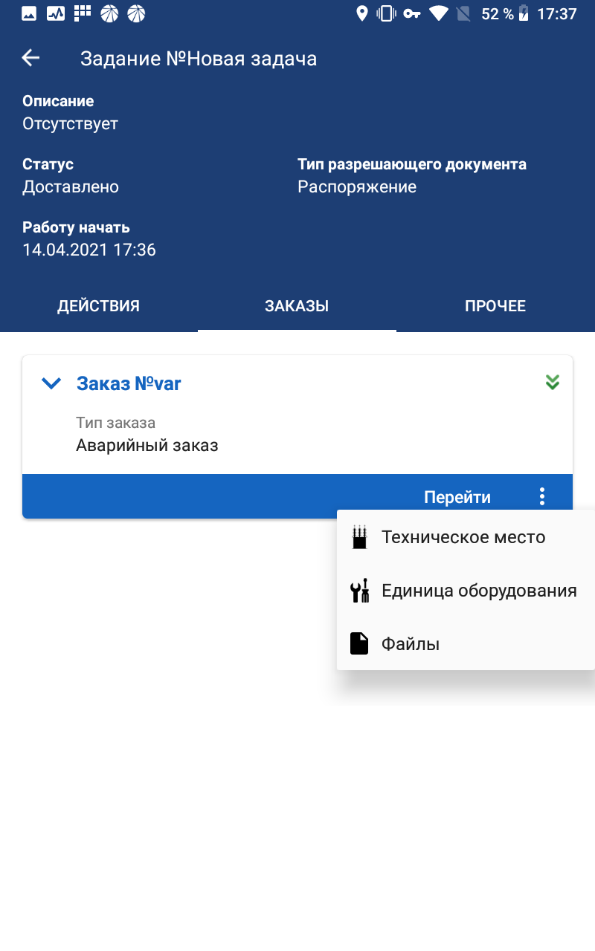 52 % 17:37
Задание №Новая задача
Описание
Отсутствует
Статус
Доставлено
Тип разрешающего документа
Распоряжение
Работу начать
14.04.2021 17:36
ДЕЙСТВИЯ ЗАКАЗЫ ПРОЧЕЕ
Заказ №var
Тип заказа
Аварийный заказ
Перейти
Техническое место
Единица оборудования
Файлы